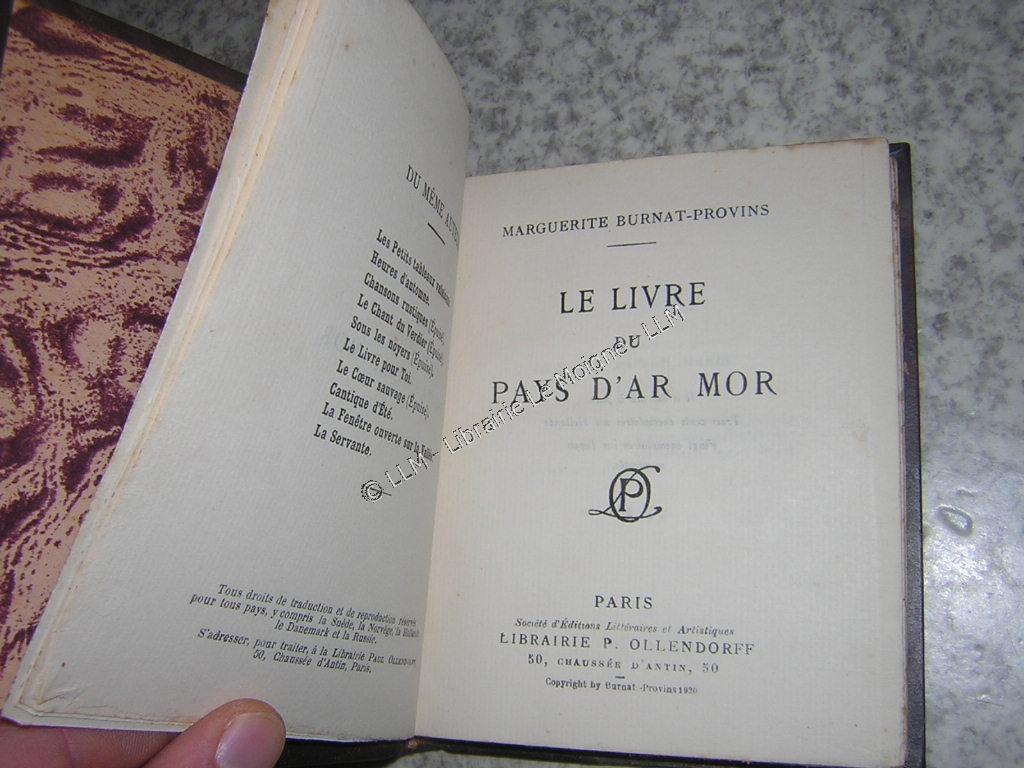 DU MÊME
Les Petits tableaux
Heures d'automne.
Chansons rustiques (Épuisé).
Le Chant du Verdier (Épuisé).
Sous les noyers (Épuisé).
Le Livre pour Toi.
Le Cœur sauvage (Épuisé).
Cantique d'Été.
La Fenêtre ouverte sur la
La Servante.
Tous droits de traduction et de reproduction réservés
pour tous pays, y compris la Suède, la Norvège, la
le Danemark et la Russie.
S'adresser, pour traiter, à la Librairie PAUL OLLENDORFF
50, Chaussée d'Antin, Paris.
MARGUERITE BURNAT-PROVINS
LE LIVRE
DU
PAYS D'AR MOR
PARIS
Société d'Éditions Littéraires et Artistiques
LIBRAIRIE P. OLLENDORFF
50, CHAUSSÉE D'ANTIN, 50
Copyright by Burnat-Provins 1920
© LLM - Librairie Le Moigne - LLM